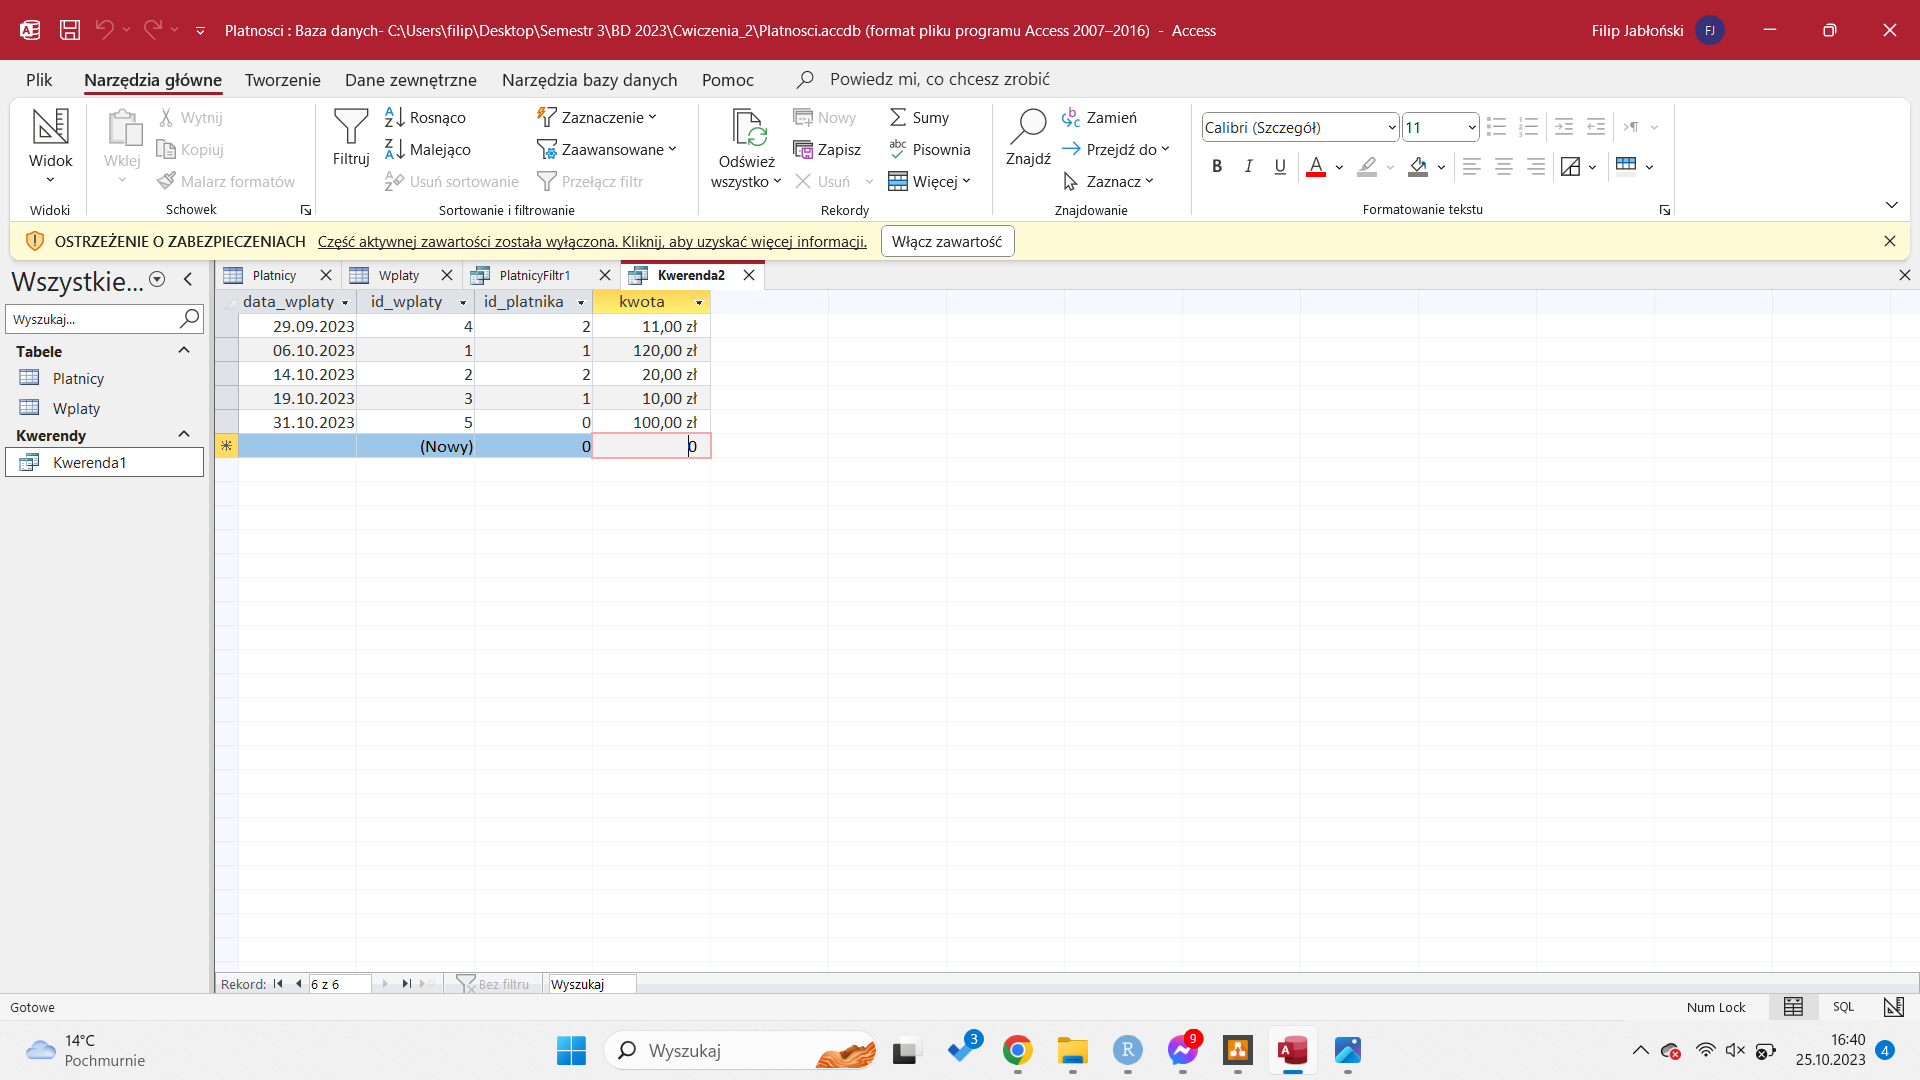 Platnosci : Baza danych- C:\Users\filip\Desktop\Semestr 3\BD 2023\Cwiczenia_2\Platnosci.accdb (format pliku programu Access 2007–2016) - Access
Filip Jabłoński FJ
Plik Narzędzia główne Tworzenie Dane zewnętrzne Narzędzia bazy danych Pomoc Powiedz mi, co chcesz zrobić
Widok
Widoki
Wklej
Wytnij
Kopiuj
Malarz formatów
Schowek
Filtruj
Rosnąco
Malejąco
Usuń sortowanie
Zaznaczenie
Zaawansowane
Przełącz filtr
Sortowanie i filtrowanie
Odśwież
wszystko
Nowy
Zapisz
Usuń
Sumy
Pisownia
Więcej
Rekordy
Znajdź
Zamień
Przejdź do
Zaznacz
Znajdowanie
Calibri (Szczegół) 11
B I U A
Formatowanie tekstu
OSTRZEŻENIE O ZABEZPIECZENIACH Część aktywnej zawartości została wyłączona. Kliknij, aby uzyskać więcej informacji. Włącz zawartość
Wszystkie...
Wyszukaj...
Tabele
Platnicy
Wplaty
Kwerendy
Kwerenda1
Platnicy Wplaty PlatnicyFiltr1 Kwerenda2
data_wplaty id_wplaty id_platnika kwota
29.09.2023 4 2 11,00 zł
06.10.2023 1 1 120,00 zł
14.10.2023 2 2 20,00 zł
19.10.2023 3 1 10,00 zł
31.10.2023 5 0 100,00 zł
(Nowy) 0 0
Rekord: 6 z 6 Bez filtru Wyszukaj
Gotowe Num Lock SQL
14°C
Pochmurnie
Wyszukaj
3
R
9
A
16:40
25.10.2023
4